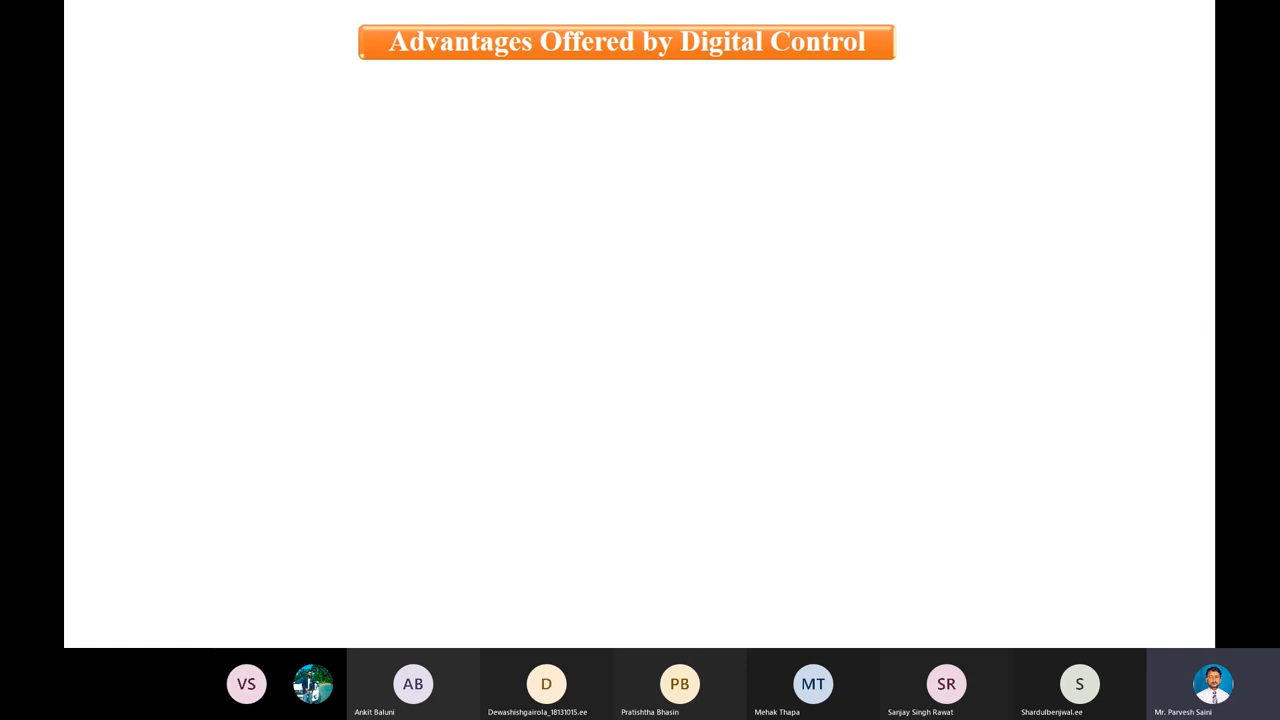 Advantages Offered by Digital Control
VS
AB
D
PB
MT
SR
S
Ankit Baluni
Dewashishgairola_18131015.ee
Pratishtha Bhasin
Mehak Thapa
Sanjay Singh Rawat
Shardulbenjwal.ee
Mr. Parvesh Saini